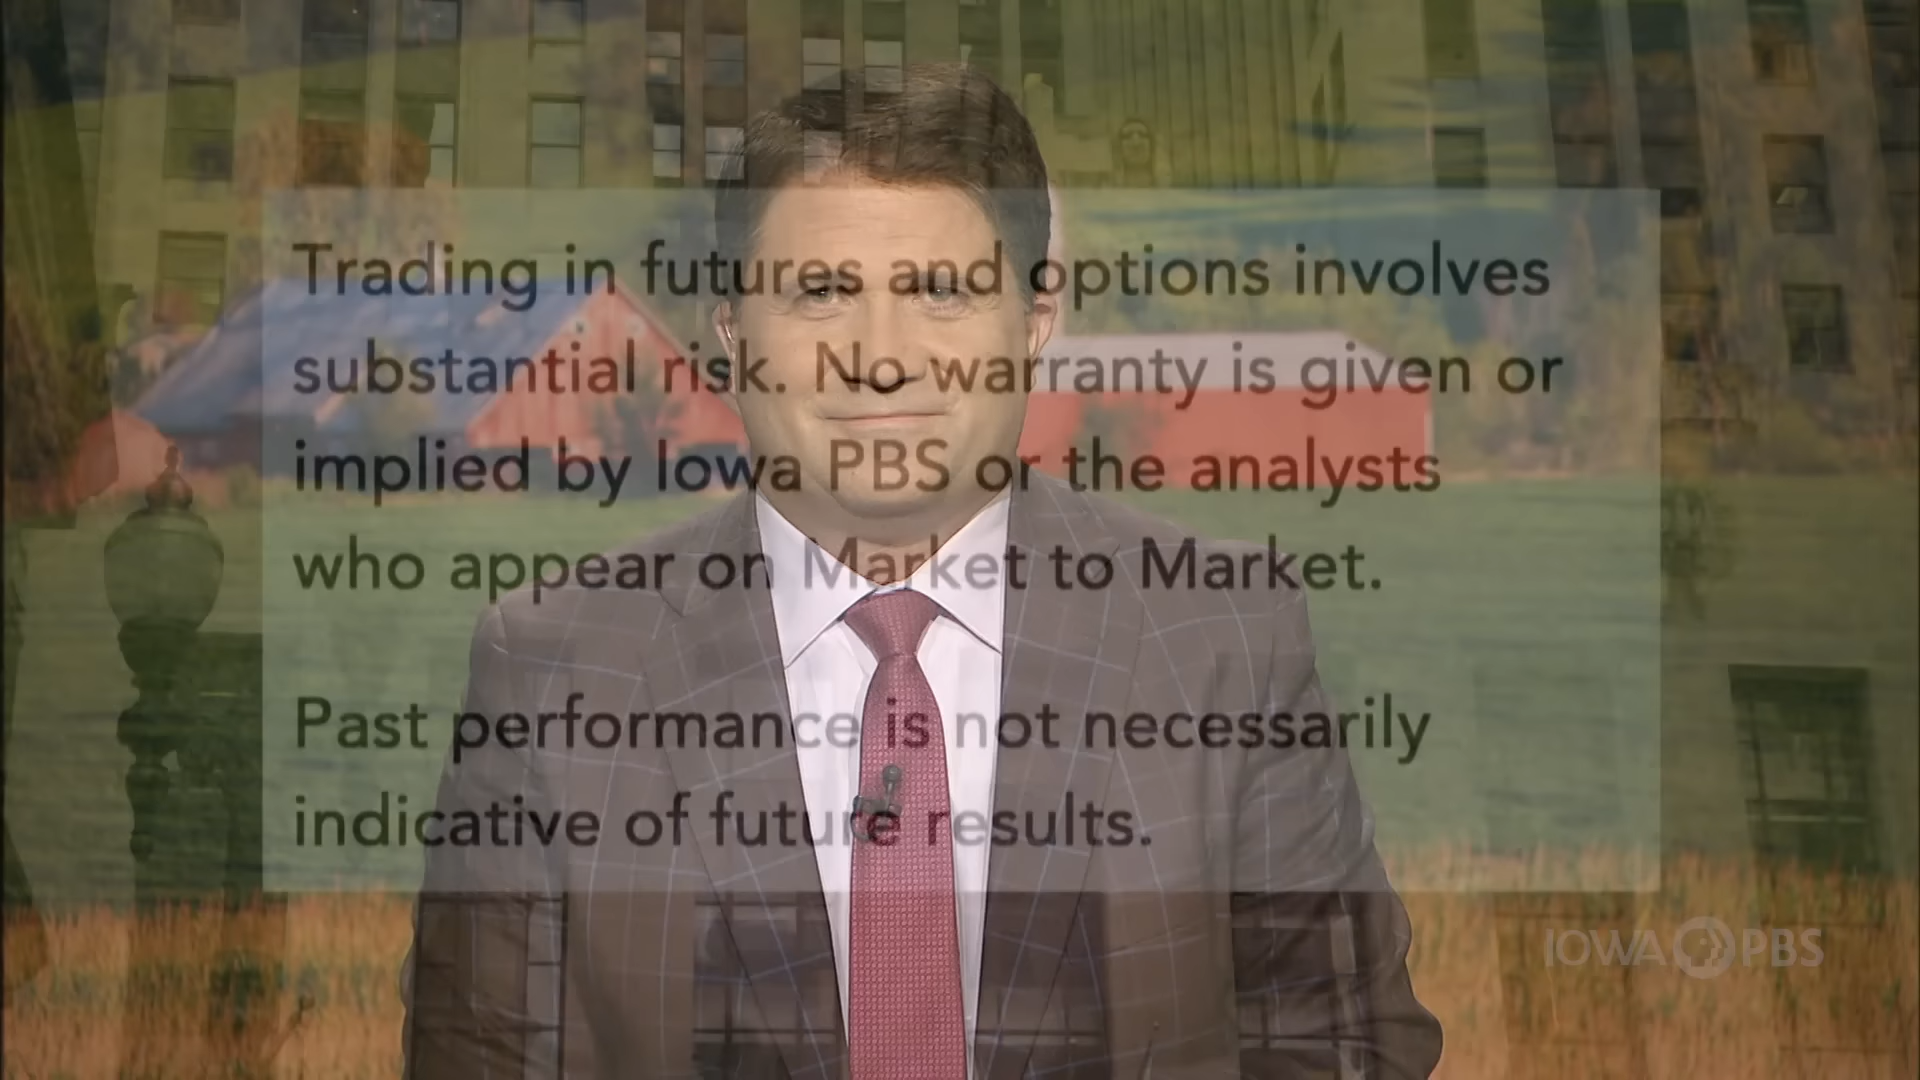 Trading in futures and options involves
substantial risk. No warranty is given or
implied by Iowa PBS or the analysts
who appear on Market to Market.
Past performance is not necessarily
indicative of future results.
IOWA PBS